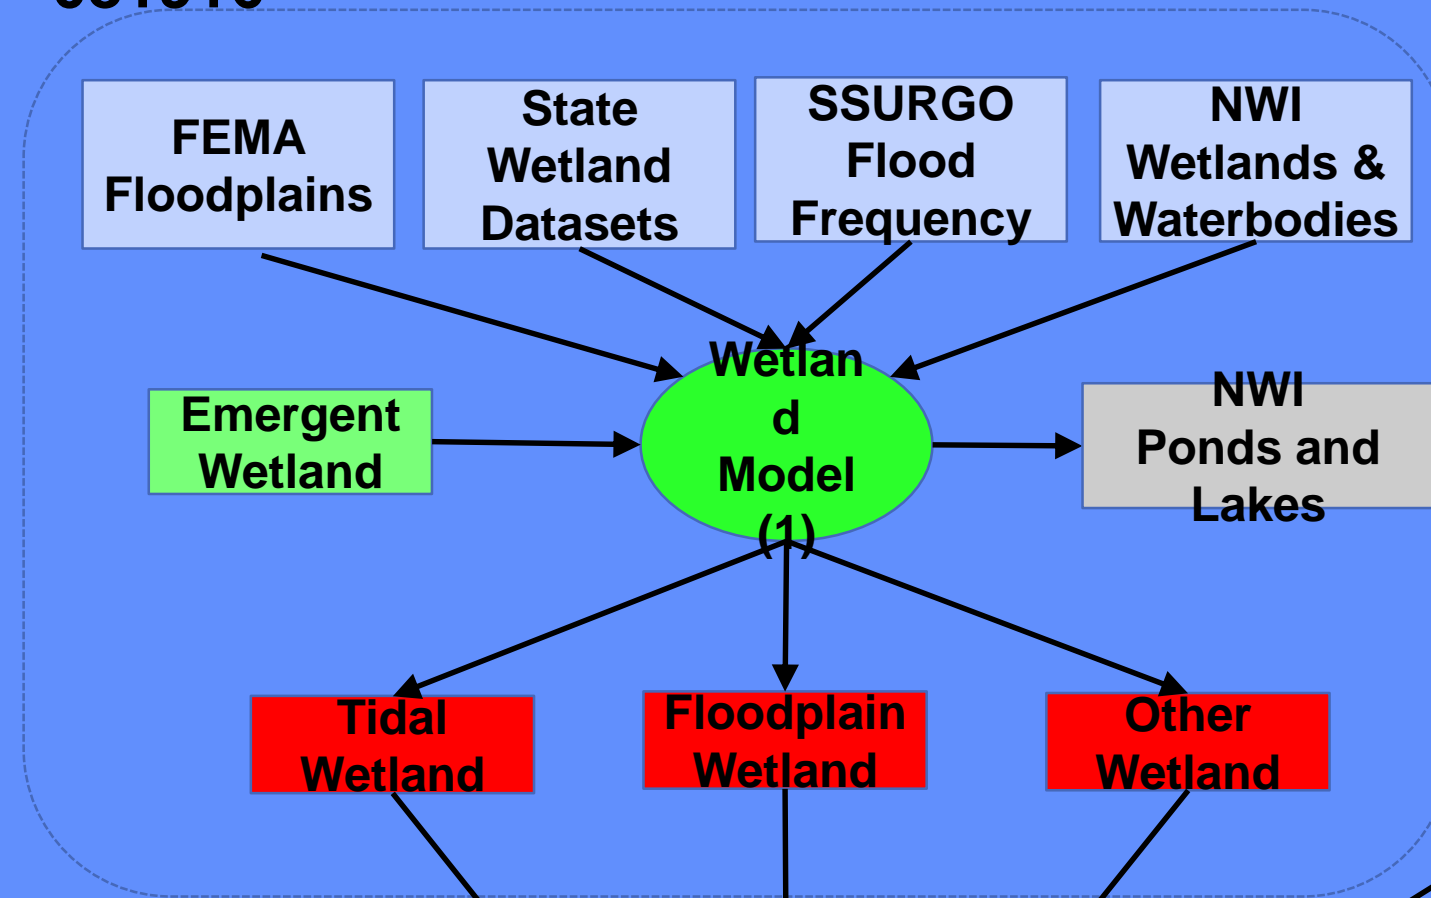 FEMA
Floodplains
State
Wetland
Datasets
SSURGO
Flood
Frequency
NWI
Wetlands &
Waterbodies
Emergent
Wetland
Wetlan
d
Model
(1)
NWI
Ponds and
Lakes
Tidal
Wetland
Floodplain
Wetland
Other
Wetland